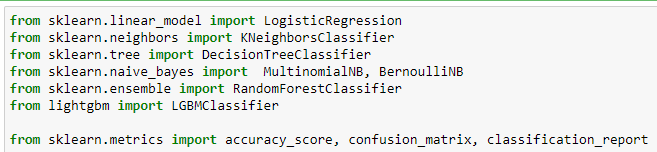 from sklearn.linear_model import LogisticRegression
from sklearn.neighbors import KNeighborsClassifier
from sklearn.tree import DecisionTreeClassifier
from sklearn.naive_bayes import  MultinomialNB, BernoulliNB
from sklearn.ensemble import RandomForestClassifier
from lightgbm import LGBMClassifier

from sklearn.metrics import accuracy_score, confusion_matrix, classification_report